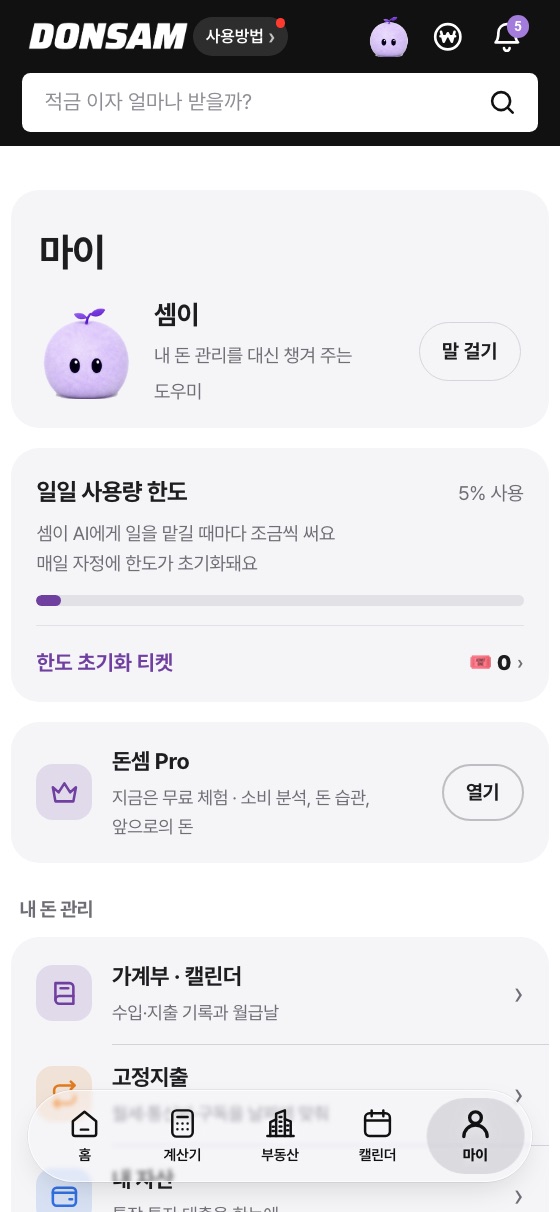 DONSAM
사용방법 ›
5
적금 이자 얼마나 받을까?
마이
셈이
내 돈 관리를 대신 챙겨 주는
도우미
말 걸기
일일 사용량 한도
5% 사용
셈이 AI에게 일을 맡길 때마다 조금씩 써요
매일 자정에 한도가 초기화돼요
한도 초기화 티켓
0 ›
돈셈 Pro
지금은 무료 체험 · 소비 분석, 돈 습관,
앞으로의 돈
열기
내 돈 관리
가계부 · 캘린더
수입·지출 기록과 월급날
고정지출
내 자산
홈
계산기
부동산
캘린더
마이